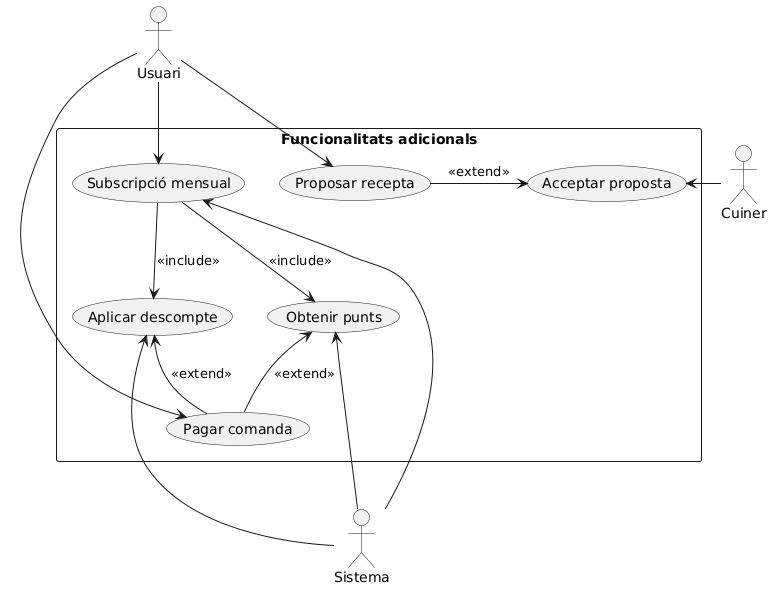 Usuari
Funcionalitats adicionals
Subscripció mensual
Proposar recepta
«extend»
Acceptar proposta
Cuiner
«include»
«include»
Aplicar descompte
Obtenir punts
«extend»
«extend»
Pagar comanda
Sistema